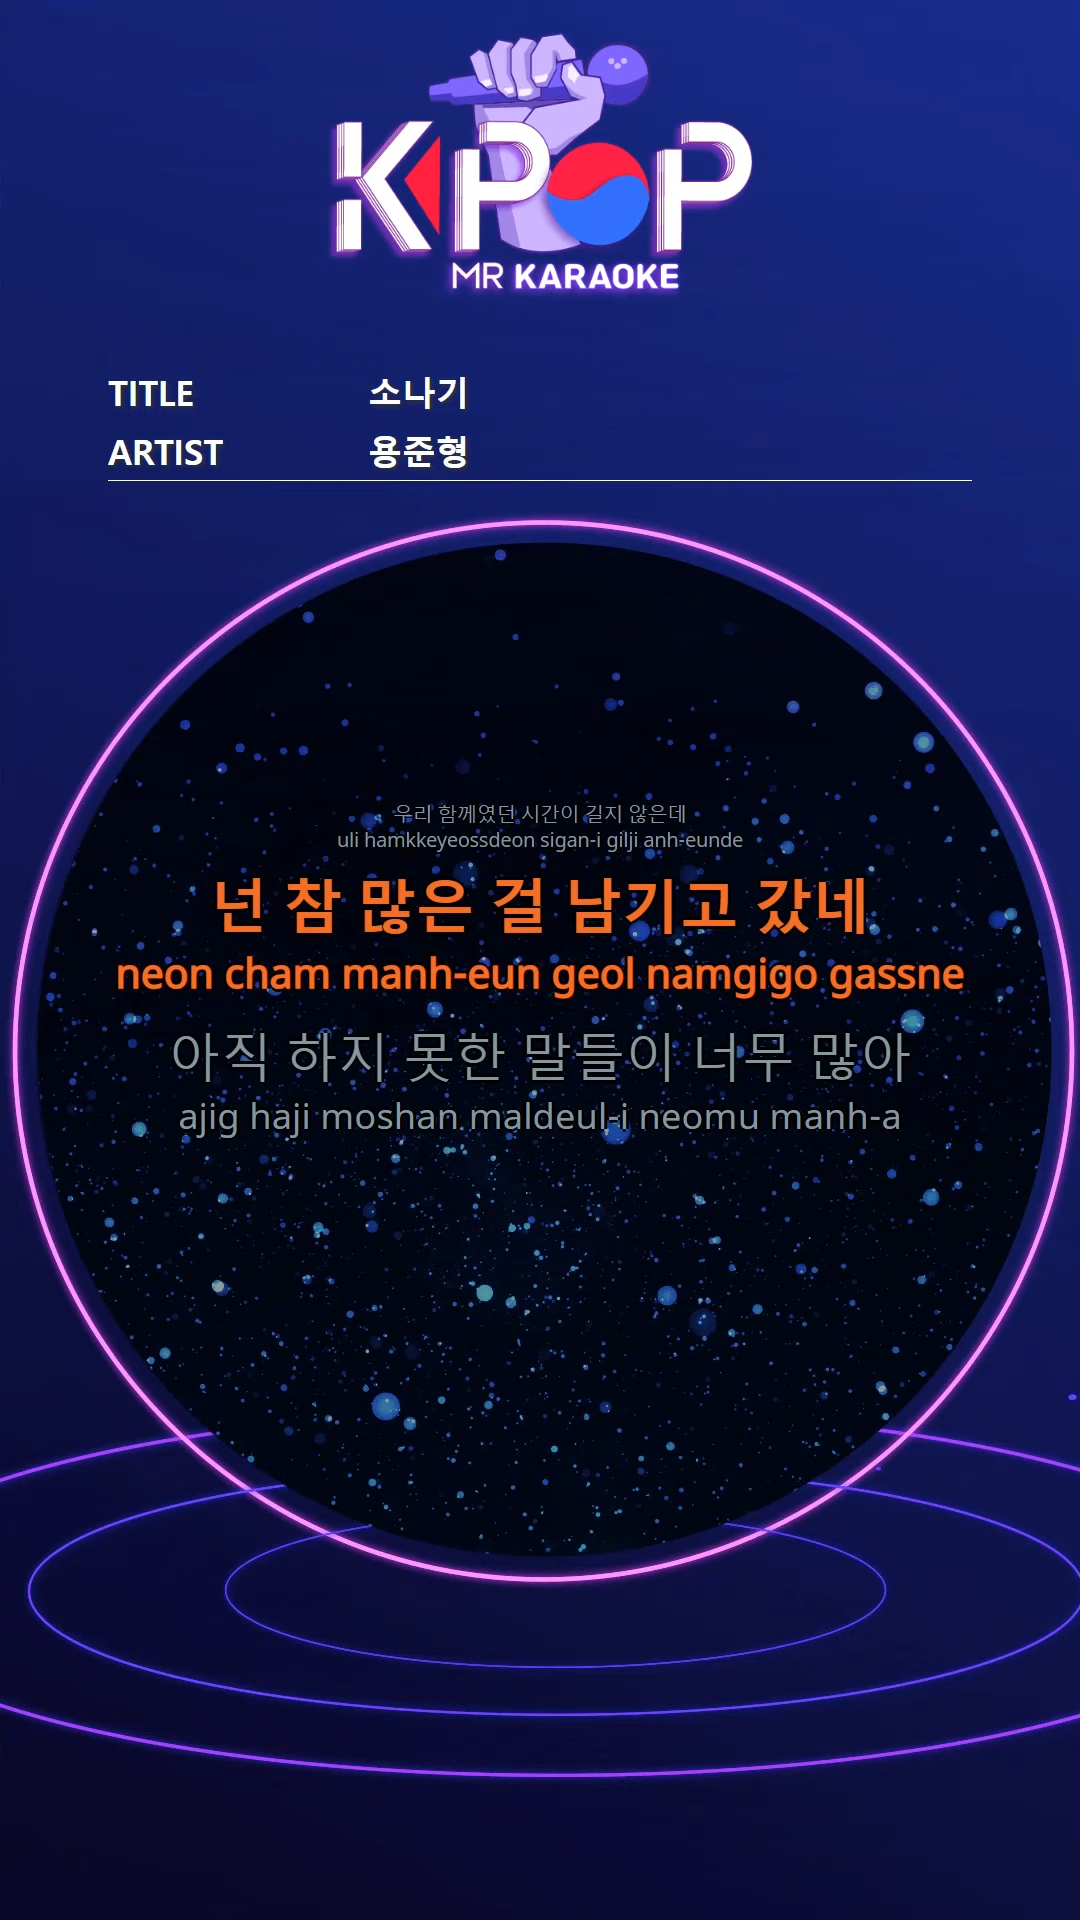 KPOP
MR KARAOKE
TITLE 소나기
ARTIST 용준형
우리 함께였던 시간이 길지 않은데
uli hamkkeyeossdeon sigan-i gilji anh-eunde
넌 참 많은 걸 남기고 갔네
neon cham manh-eun geol namgigo gassne
아직 하지 못한 말들이 너무 많아
ajig haji moshan maldeul-i neomu manh-a